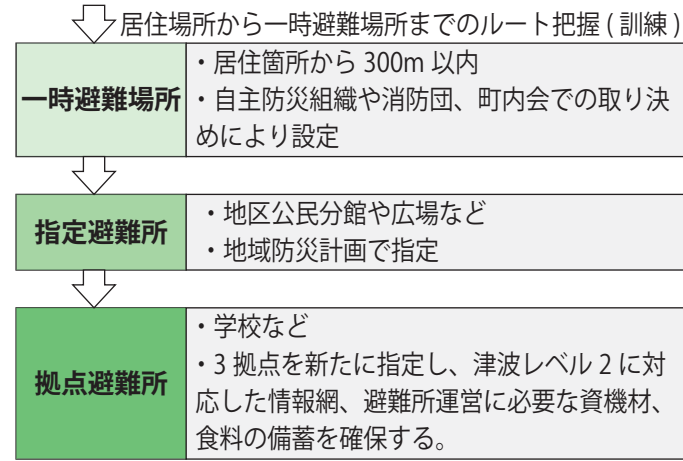 居住場所から一時避難場所までのルート把握 ( 訓練 )
一時避難場所
・居住箇所から 300m 以内
・自主防災組織や消防団、町内会での取り決
めにより設定
指定避難所
・地区公民分館や広場など
・地域防災計画で指定
拠点避難所
・学校など
・3 拠点を新たに指定し、津波レベル 2 に対
応した情報網、避難所運営に必要な資機材、
食料の備蓄を確保する。